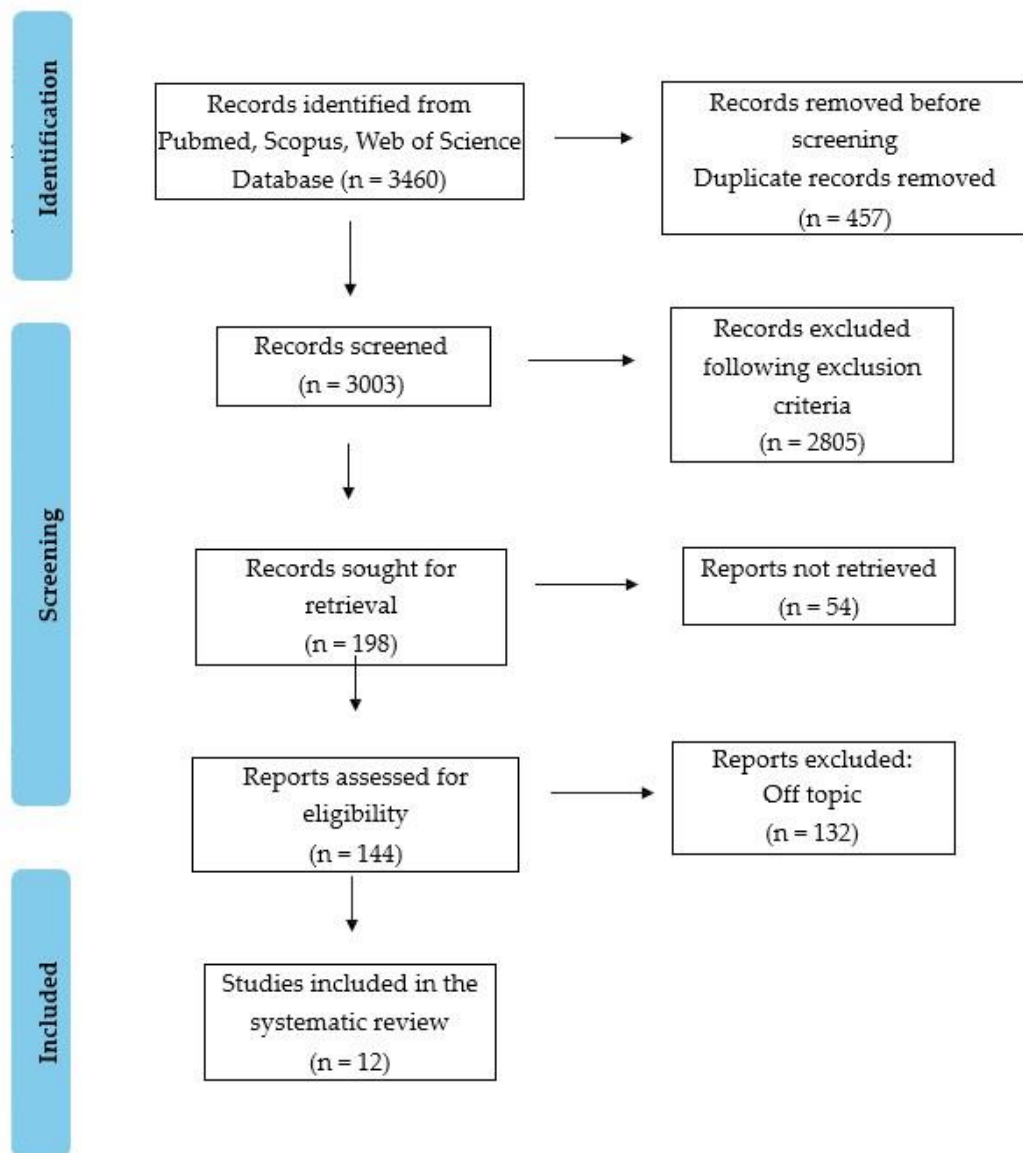 Identification
Records identified from
Pubmed, Scopus, Web of Science
Database (n = 3460)
Records removed before
screening
Duplicate records removed
(n = 457)
Screening
Records screened
(n = 3003)
Records excluded
following exclusion
criteria
(n = 2805)
Records sought for
retrieval
(n = 198)
Reports not retrieved
(n = 54)
Reports assessed for
eligibility
(n = 144)
Reports excluded:
Off topic
(n = 132)
Included
Studies included in the
systematic review
(n = 12)